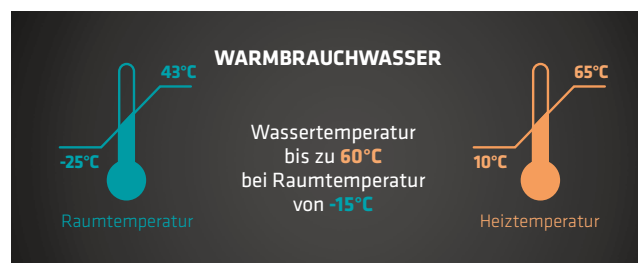 WARMBRAUCHWASSER
43°C
-25°C
Raumtemperatur
Wassertemperatur
bis zu 60°C
bei Raumtemperatur
von -15°C
65°C
10°C
Heiztemperatur